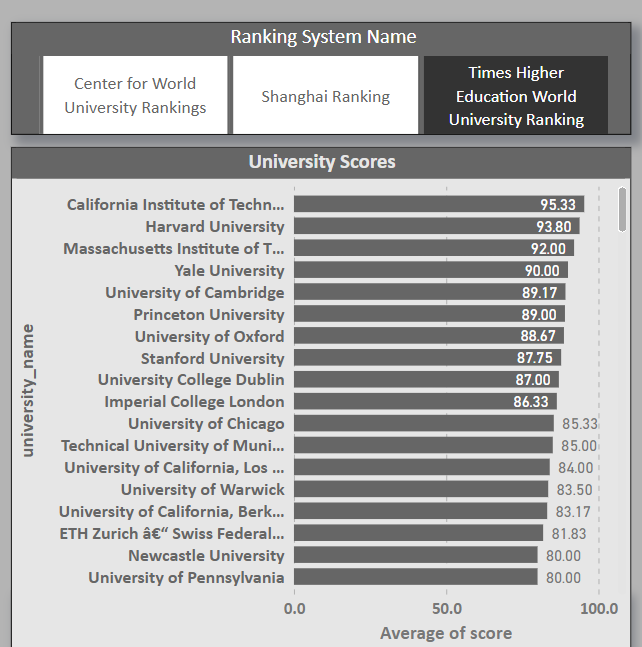 Ranking System Name
Center for World
University Rankings
Shanghai Ranking
Times Higher
Education World
University Ranking
University Scores
university_name
California Institute of Techn... 95.33
Harvard University 93.80
Massachusetts Institute of T... 92.00
Yale University 90.00
University of Cambridge 89.17
Princeton University 89.00
University of Oxford 88.67
Stanford University 87.75
University College Dublin 87.00
Imperial College London 86.33
University of Chicago 85.33
Technical University of Muni... 85.00
University of California, Los ... 84.00
University of Warwick 83.50
University of California, Berk... 83.17
ETH Zurich â€“ Swiss Federal... 81.83
Newcastle University 80.00
University of Pennsylvania 80.00
0.0 50.0 100.0
Average of score